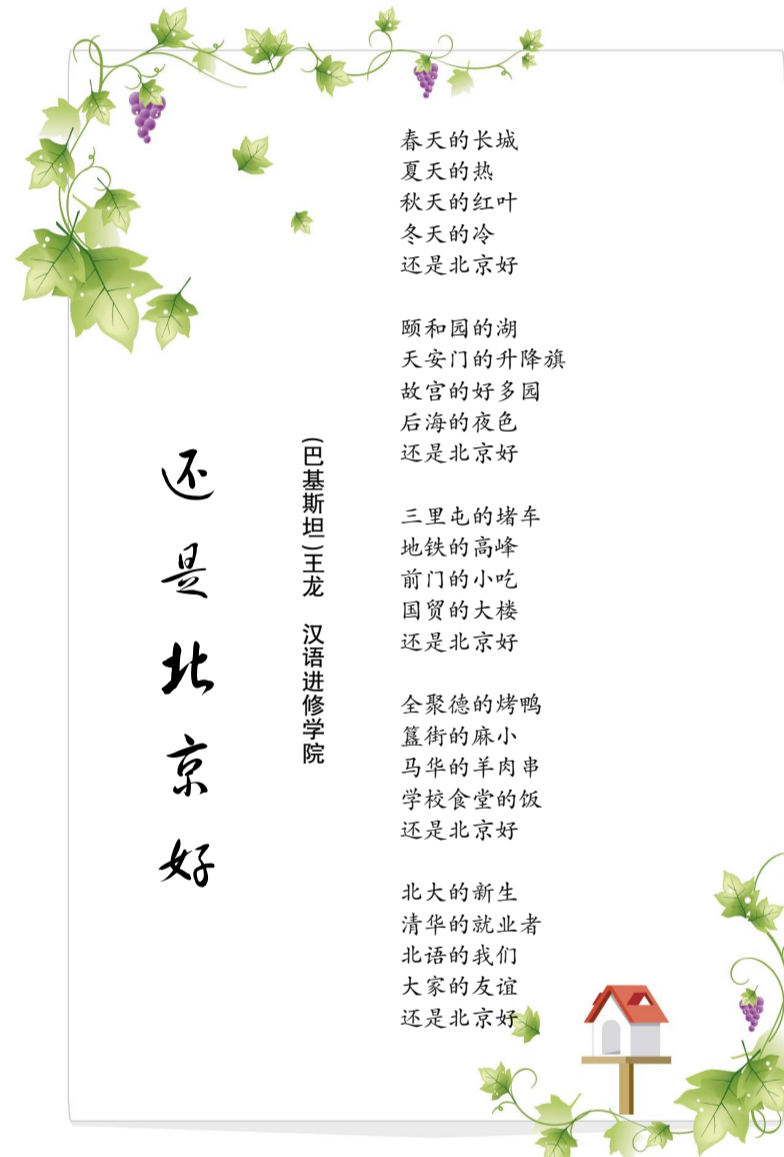 还是北京好
(巴基斯坦)王龙　汉语进修学院
春天的长城
夏天的热
秋天的红叶
冬天的冷
还是北京好
颐和园的湖
天安门的升降旗
故宫的好多园
后海的夜色
还是北京好
三里屯的堵车
地铁的高峰
前门的小吃
国贸的大楼
还是北京好
全聚德的烤鸭
簋街的麻小
马华的羊肉串
学校食堂的饭
还是北京好
北大的新生
清华的就业者
北语的我们
大家的友谊
还是北京好